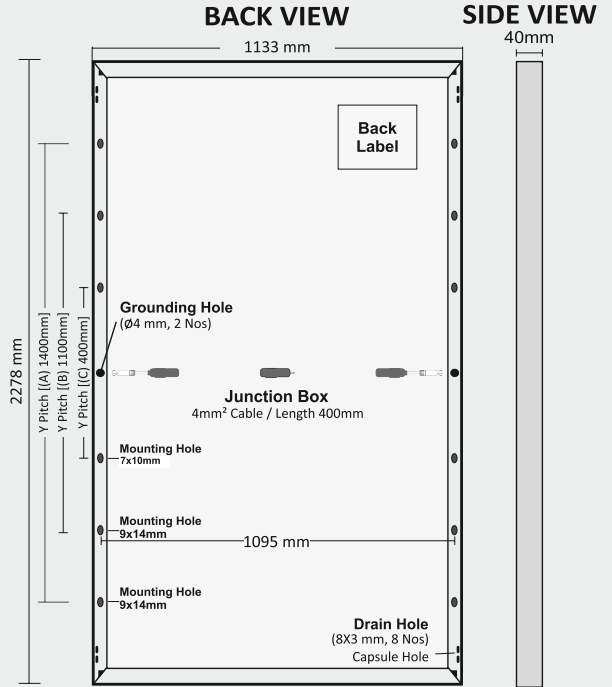 BACK VIEW
SIDE VIEW
1133 mm
40mm
Back
Label
2278 mm
Y Pitch [(A) 1400mm]
Y Pitch [(B) 1100mm]
Y Pitch [(C) 400mm]
Grounding Hole
(Ø4 mm, 2 Nos)
Junction Box
4mm² Cable / Length 400mm
Mounting Hole
7x10mm
Mounting Hole
9x14mm
1095 mm
Mounting Hole
9x14mm
Drain Hole
(8X3 mm, 8 Nos)
Capsule Hole